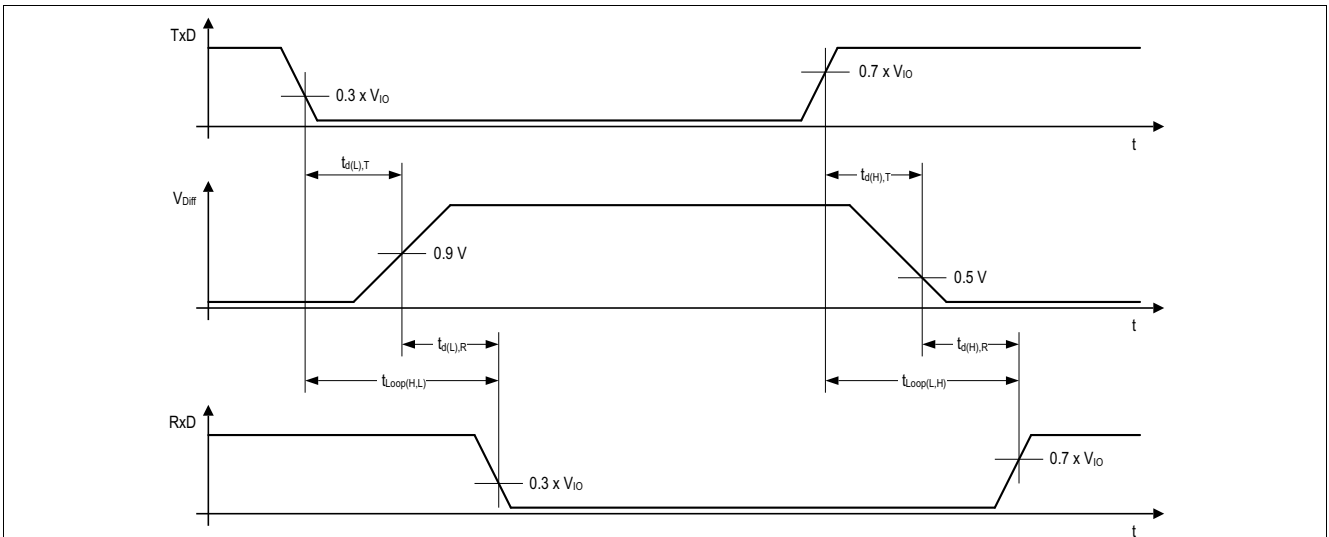 TxD
0.3 x VIO
0.7 x VIO
t
td(L),T
td(H),T
VDiff
0.9 V
0.5 V
t
td(L),R
td(H),R
tLoop(H,L)
tLoop(L,H)
RxD
0.3 x VIO
0.7 x VIO
t